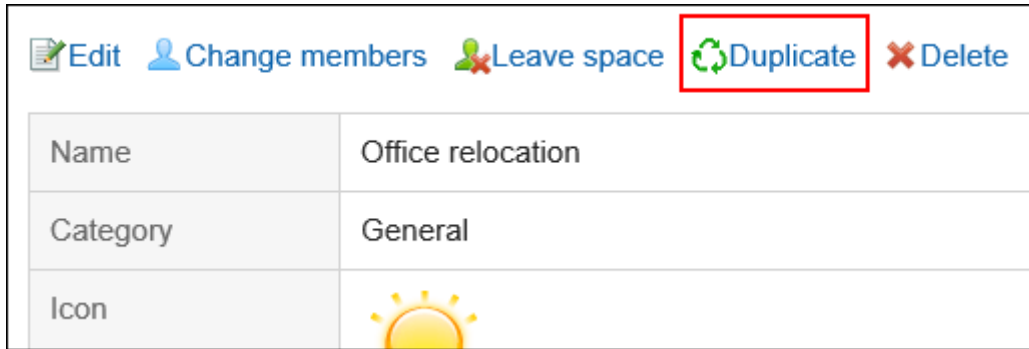 Edit Change members Leave space Duplicate Delete
Name Office relocation
Category General
Icon